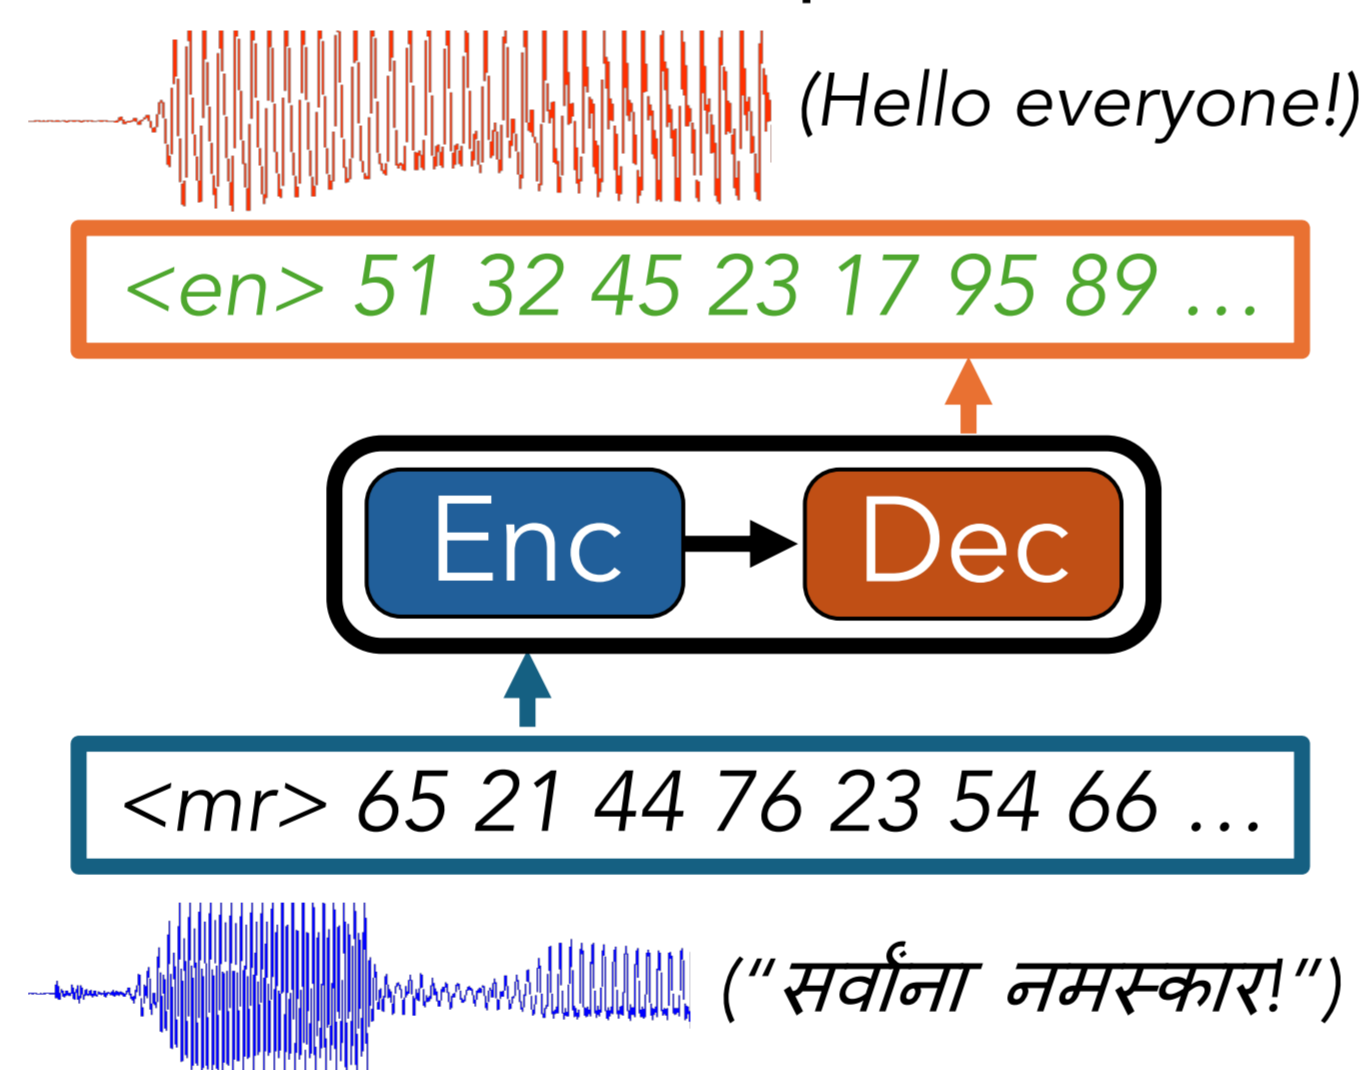 (Hello everyone!)
<en> 51 32 45 23 17 95 89 ...
Enc Dec
<mr> 65 21 44 76 23 54 66 ...
(“सर्वांना नमस्कार!”)